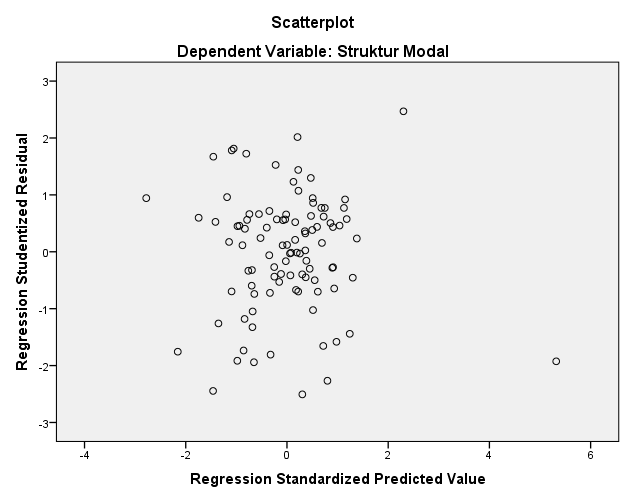 Scatterplot
Dependent Variable: Struktur Modal
Regression Studentized Residual
3
2
1
0
-1
-2
-3
-4 -2 0 2 4 6
Regression Standardized Predicted Value